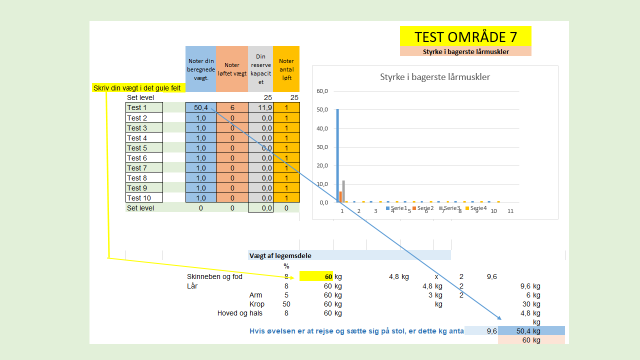 TEST OMRÅDE 7
Styrke i bagerste lårmuskler
Noter din beregnede vægt
Noter løftet vægt
Din reserve kapacit et
Noter antal løft
Skriv din vægt i det gule felt
Set level 25 25
Test 1 50,4 6 11,9 1
Test 2 1,0 0 0,0 1
Test 3 1,0 0 0,0 1
Test 4 1,0 0 0,0 1
Test 5 1,0 0 0,0 1
Test 6 1,0 0 0,0 1
Test 7 1,0 0 0,0 1
Test 8 1,0 0 0,0 1
Test 9 1,0 0 0,0 1
Test 10 1,0 0 0,0 1
Set level 0 0 0,0 0
Styrke i bagerste lårmuskler
60,0
50,0
40,0
30,0
20,0
10,0
0,0
1 2 3 4 5 6 7 8 9 10 11
Serie1 Serie2 Serie3 Serie4
Vægt af legemsdele
%
Skinneben og fod 8 60 kg 4,8 kg x 2 9,6
Lår 8 60 kg 4,8 kg 2 9,6 kg
Arm 5 60 kg 3 kg 2 6 kg
Krop 50 60 kg kg 30 kg
Hoved og hals 8 60 kg 4,8 kg
kg
Hvis øvelsen er at rejse og sætte sig på stol, er dette kg anta 9,6 50,4 kg
60 kg